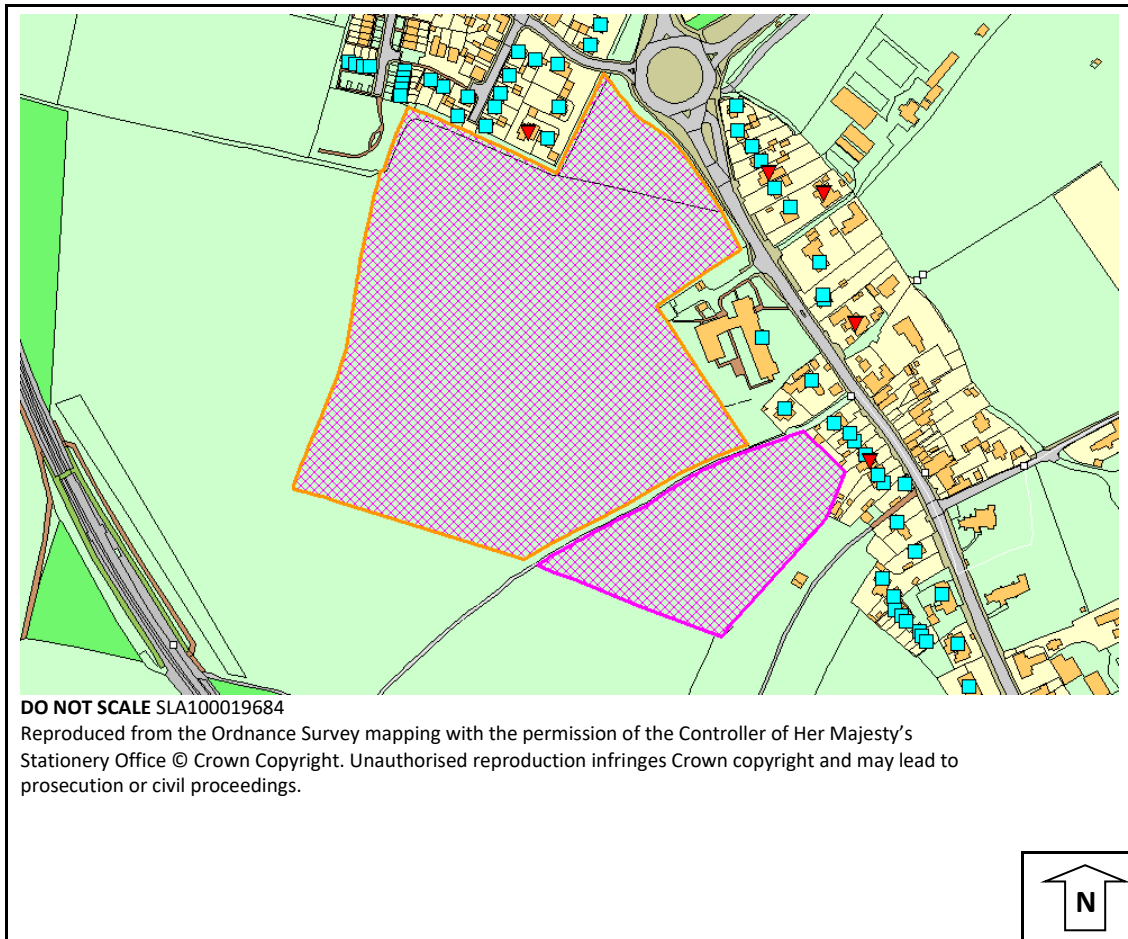 DO NOT SCALE SLA100019684
Reproduced from the Ordnance Survey mapping with the permission of the Controller of Her Majesty’s
Stationery Office © Crown Copyright. Unauthorised reproduction infringes Crown copyright and may lead to
prosecution or civil proceedings.
N